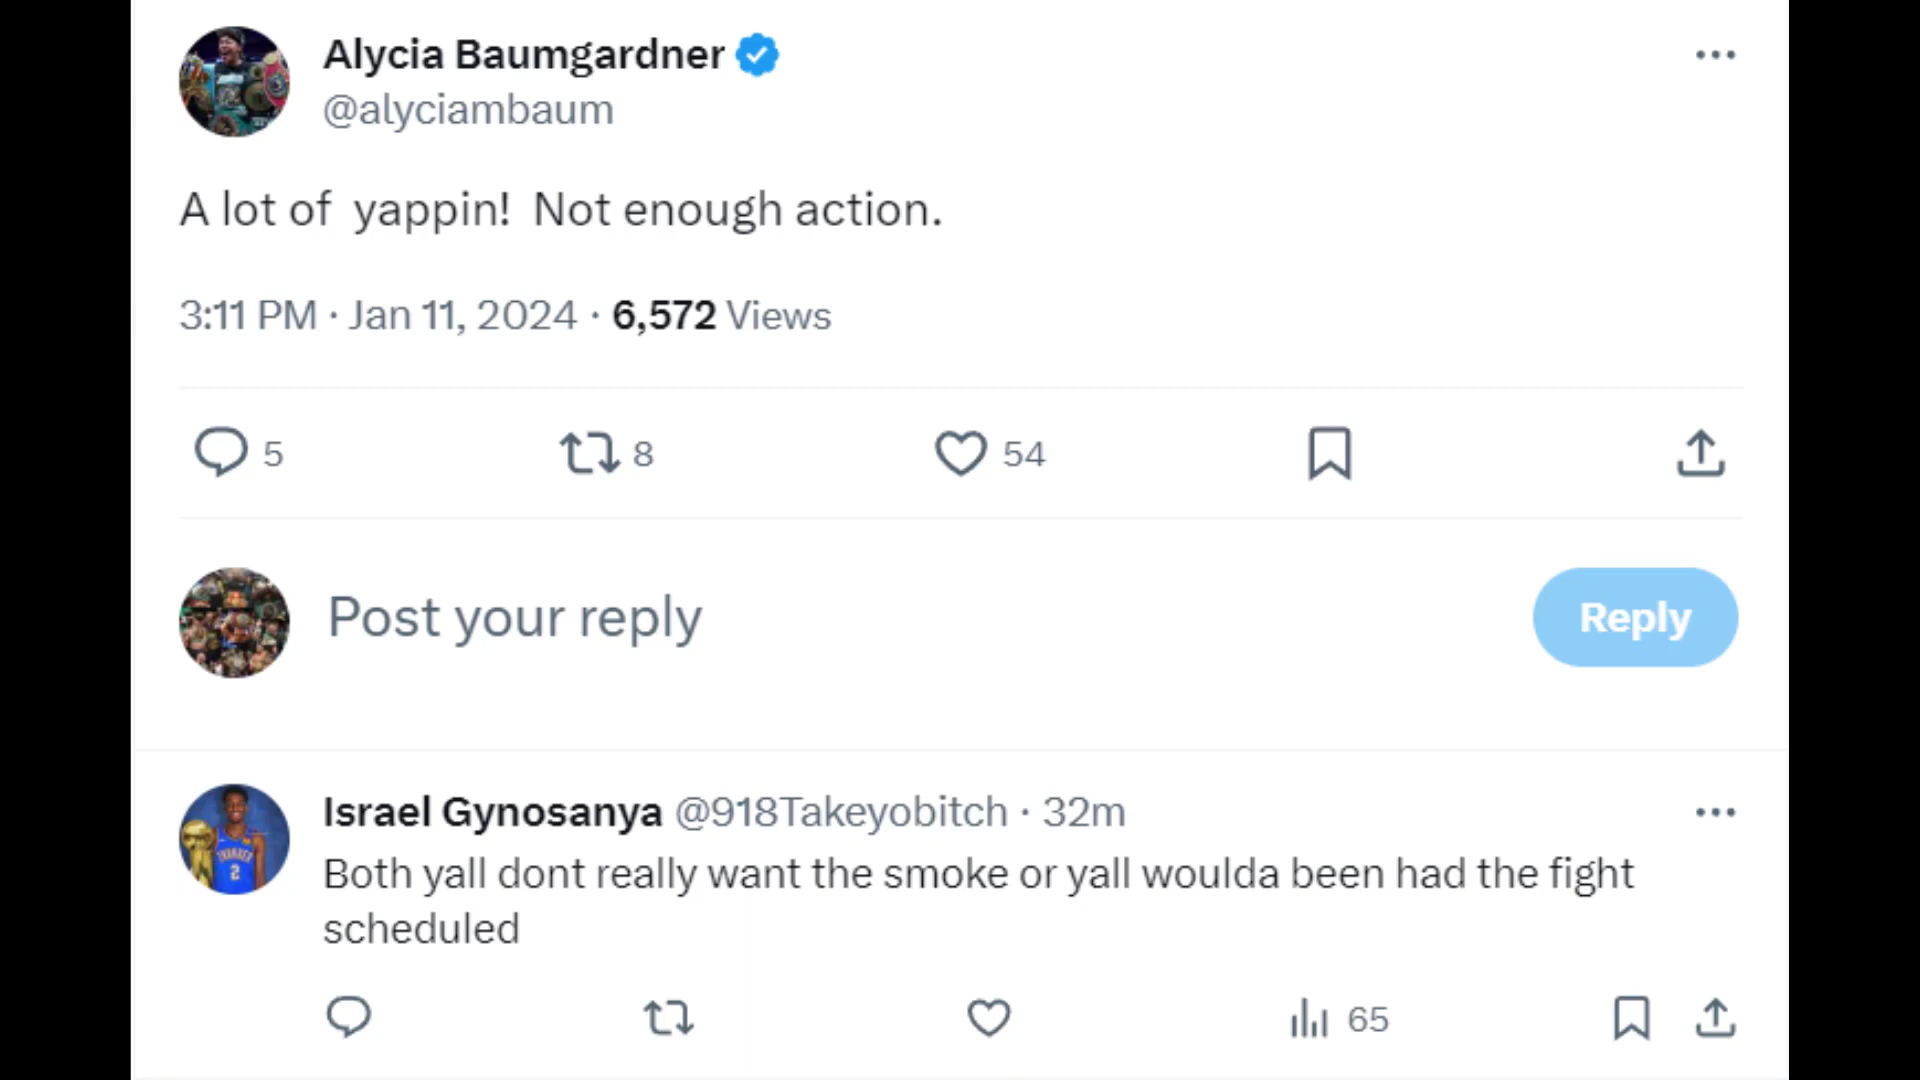 Alycia Baumgardner
@alyciambaum
A lot of  yappin!  Not enough action.
3:11 PM · Jan 11, 2024 · 6,572 Views
5 8 54
Post your reply
Reply
Israel Gynosanya @918Takeyobitch · 32m
Both yall dont really want the smoke or yall woulda been had the fight
scheduled
65
THUNDER
2